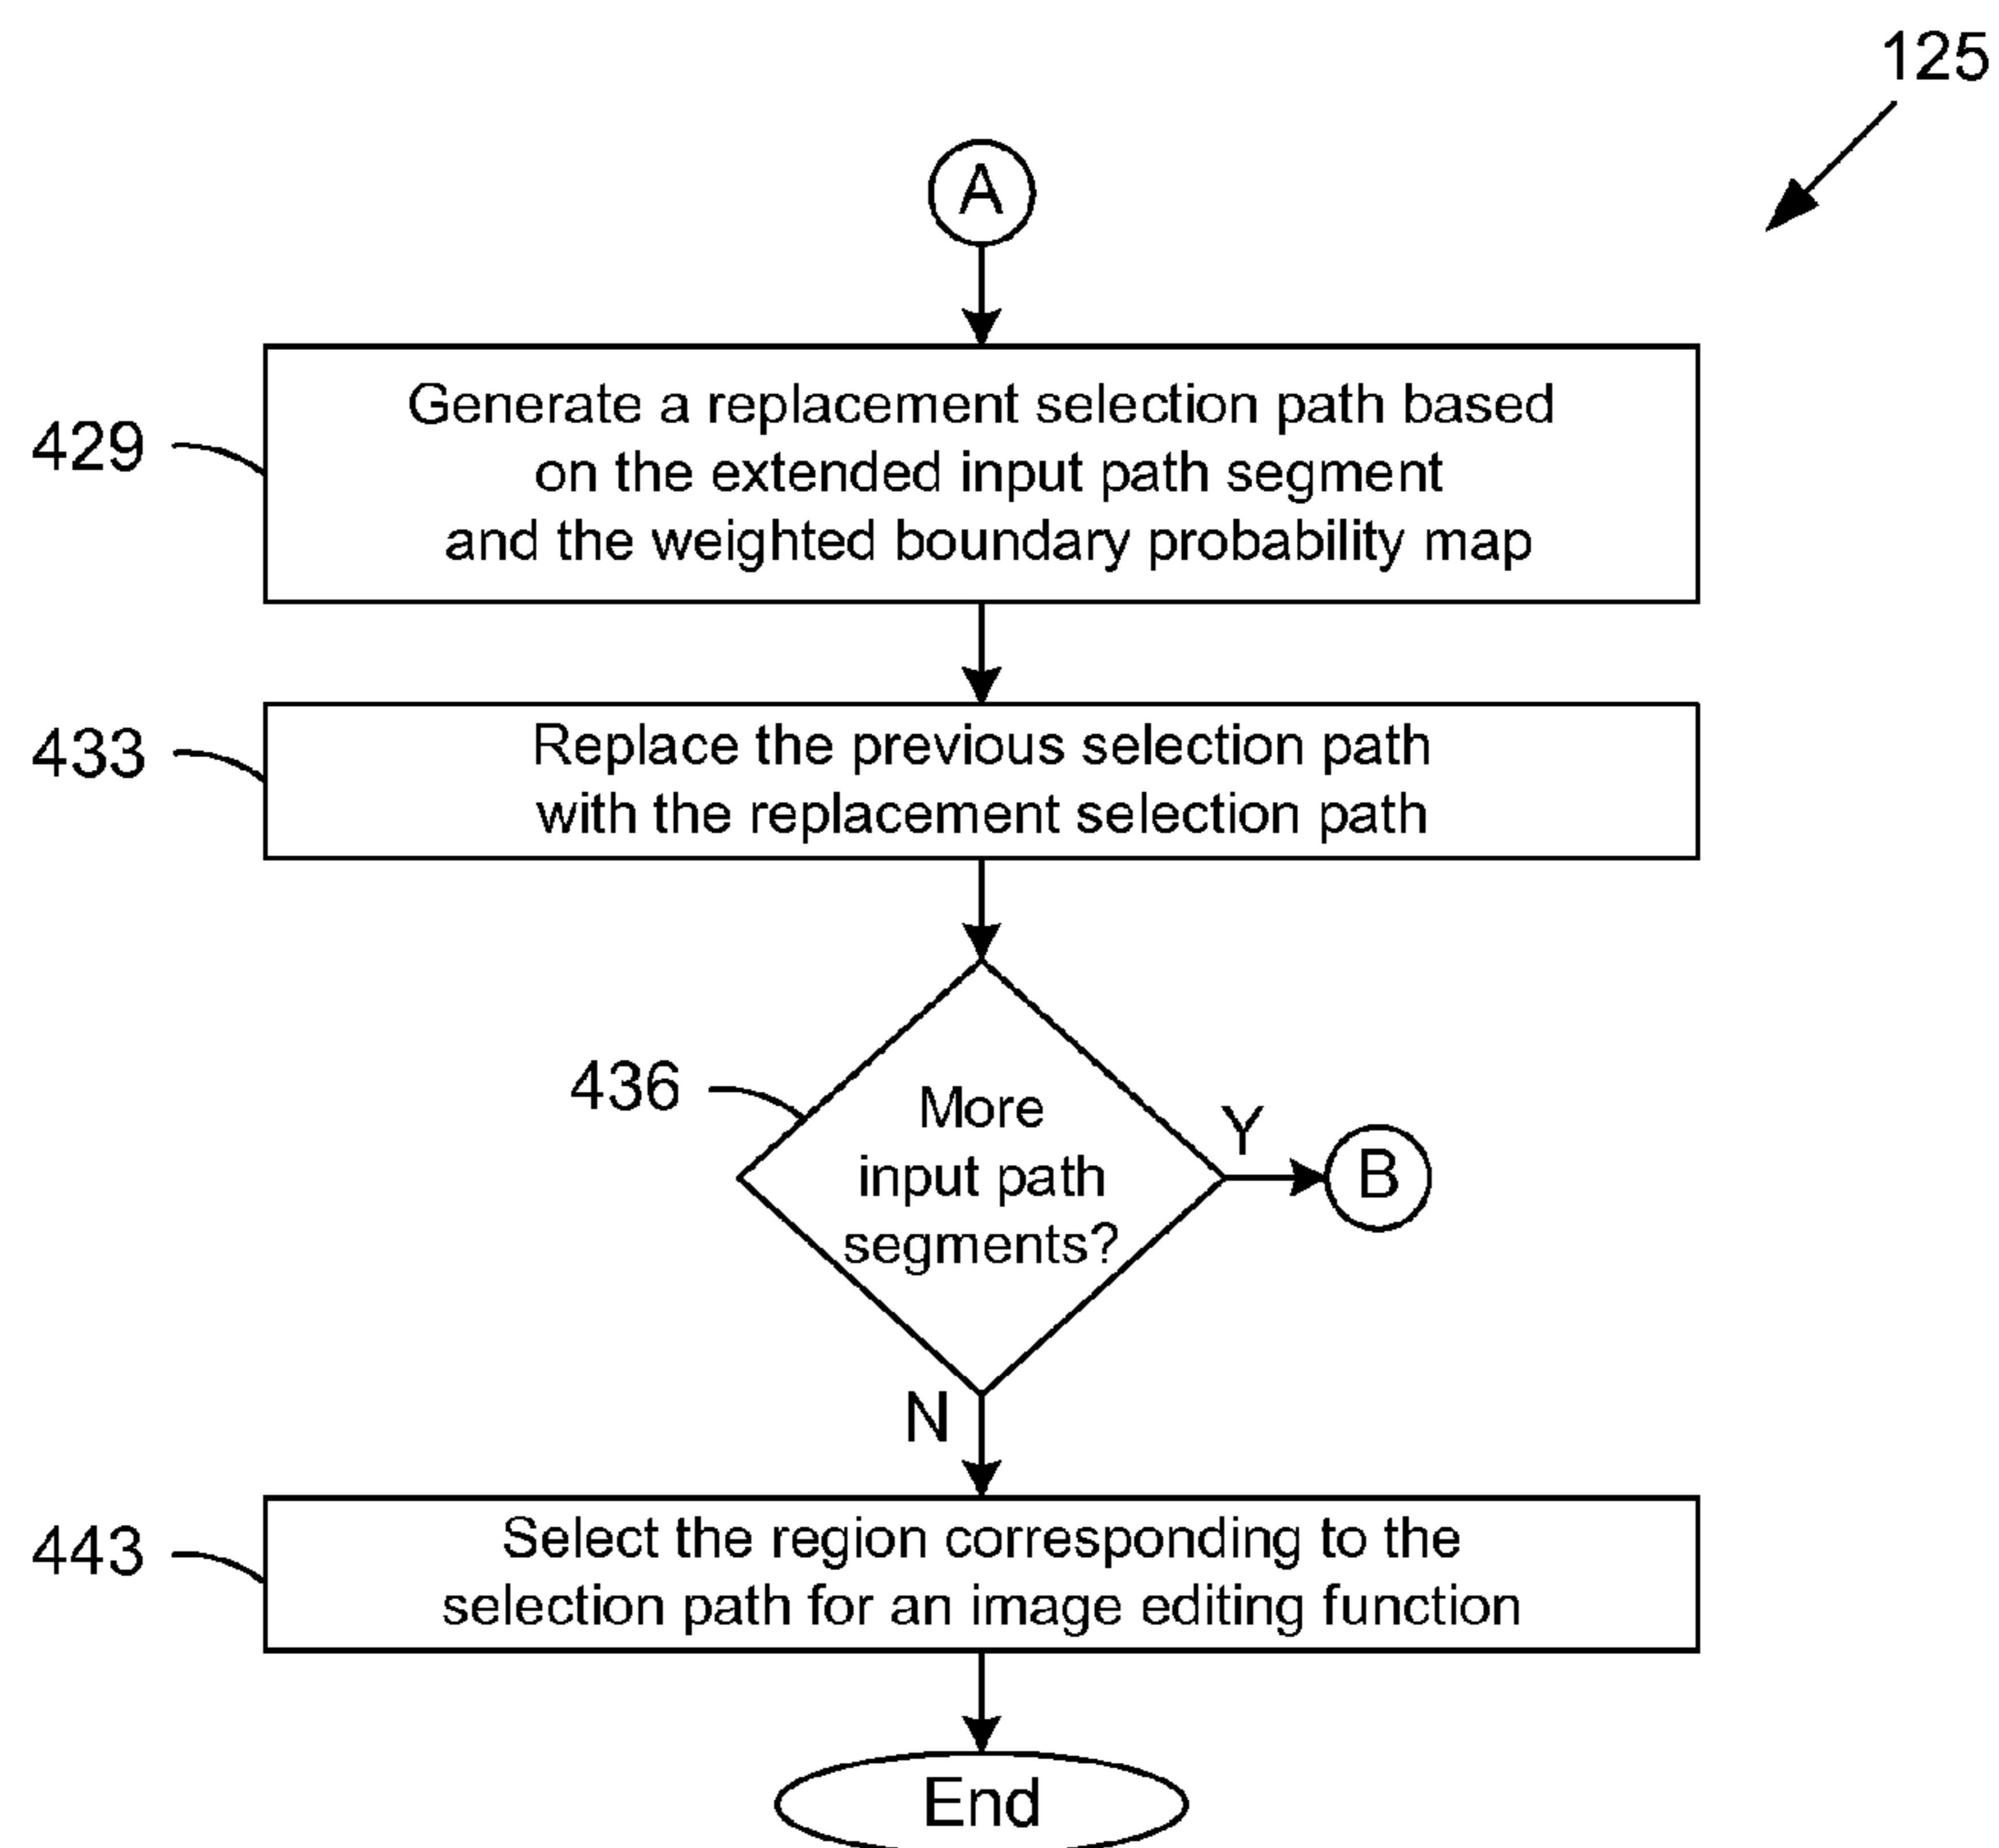 125
A
429
Generate a replacement selection path based
on the extended input path segment
and the weighted boundary probability map
433
Replace the previous selection path
with the replacement selection path
436
More
input path
segments?
Y
B
N
443
Select the region corresponding to the
selection path for an image editing function
End